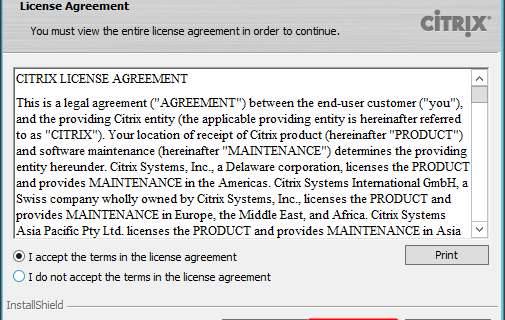 License Agreement
You must view the entire license agreement in order to continue.
CITRIX
CITRIX LICENSE AGREEMENT
This is a legal agreement ("AGREEMENT") between the end-user customer ("you"),
and the providing Citrix entity (the applicable providing entity is hereinafter referred
to as "CITRIX"). Your location of receipt of Citrix product (hereinafter "PRODUCT")
and software maintenance (hereinafter "MAINTENANCE") determines the providing
entity hereunder. Citrix Systems, Inc., a Delaware corporation, licenses the PRODUCT
and provides MAINTENANCE in the Americas. Citrix Systems International GmbH, a
Swiss company wholly owned by Citrix Systems, Inc., licenses the PRODUCT and
provides MAINTENANCE in Europe, the Middle East, and Africa. Citrix Systems
Asia Pacific Pty Ltd. licenses the PRODUCT and provides MAINTENANCE in Asia
I accept the terms in the license agreement
Print
I do not accept the terms in the license agreement
InstallShield